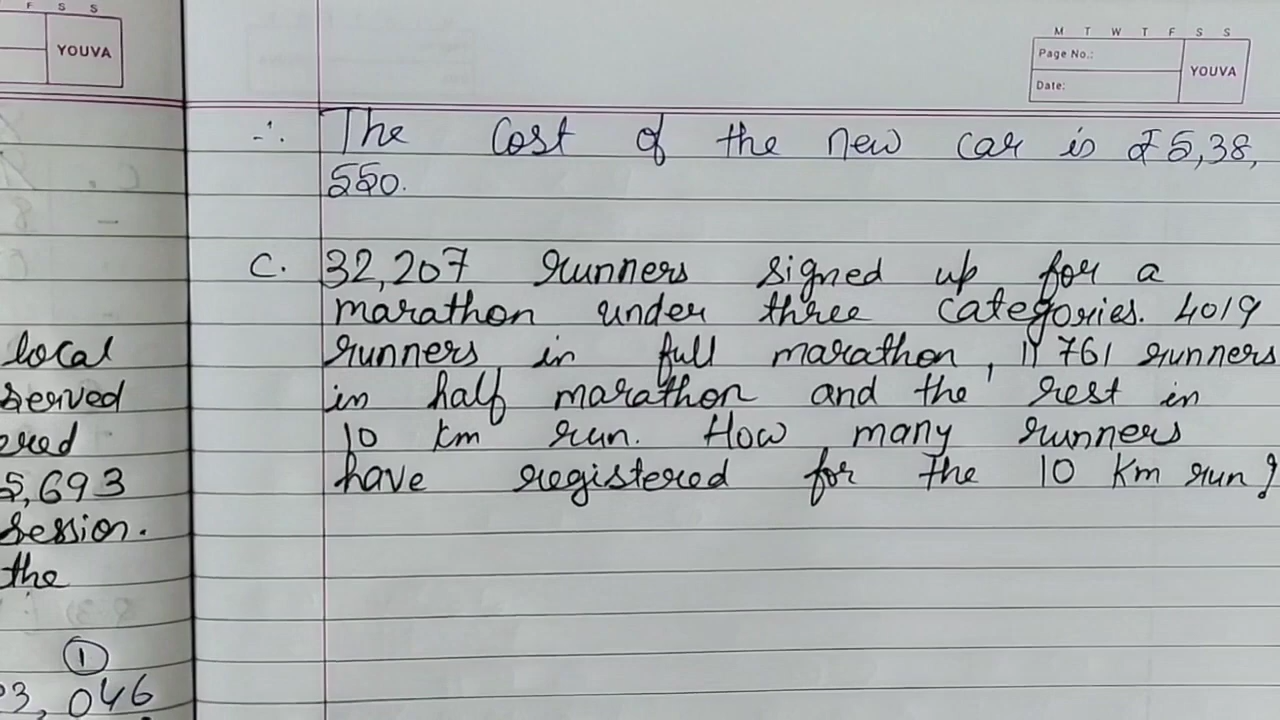 F S S
YOUVA
M T W T F S S
Page No.:
Date:
YOUVA
∴ The cost of the new car is ₹5,38,
550.
C. 32,207 runners signed up for a
marathon under three categories. 4019
runners in full marathon, 11,761 runners
in half marathon and the rest in
10 km run. How many runners
have registered for the 10 km run?
local
served
ered
5,693
session.
the
1
3,046